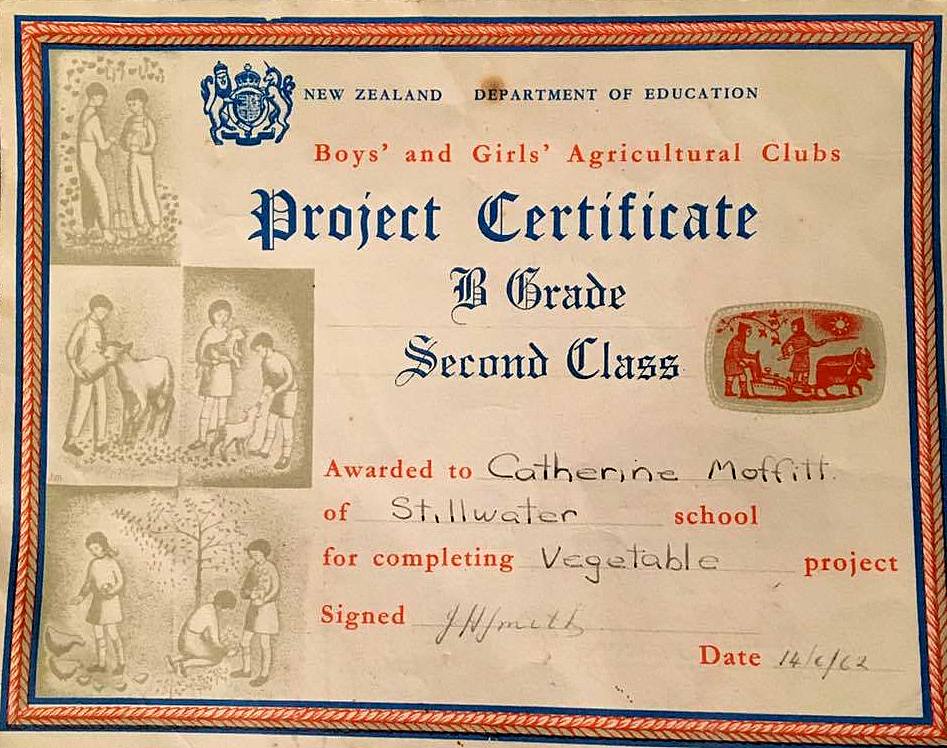 NEW ZEALAND DEPARTMENT OF EDUCATION
Boys' and Girls' Agricultural Clubs
Project Certificate
B Grade
Second Class
Awarded to Catherine Moffitt
of Stillwater school
for completing Vegetable project
Signed JHSmith
Date 14/6/62